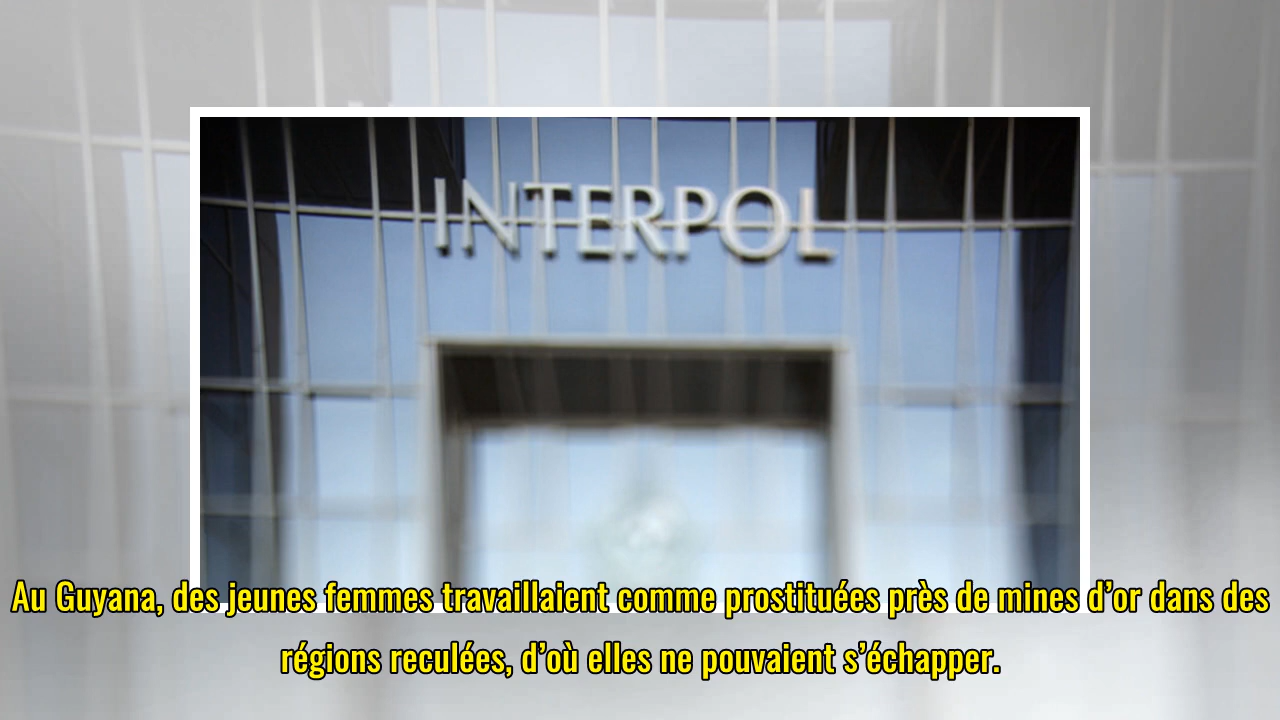 INTERPOL
Au Guyana, des jeunes femmes travaillaient comme prostituées près de mines d’or dans des
régions reculées, d’où elles ne pouvaient s’échapper.